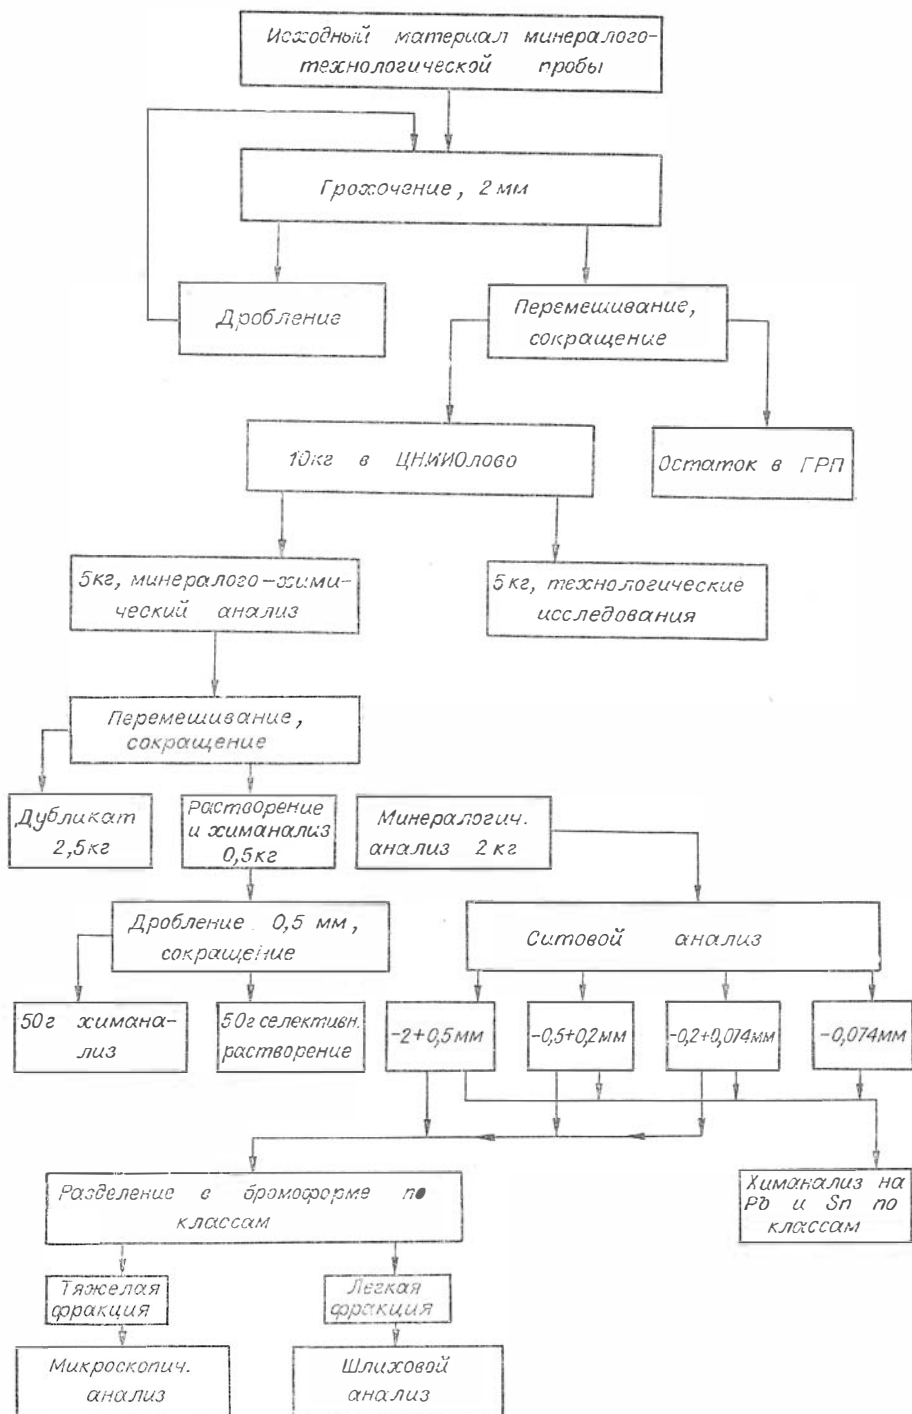 Исходный материал минералого-
технологической пробы
Грохочение, 2 мм
Дробление
Перемешивание,
сокращение
10кг в ЦНИИОлово
Остаток в ГРП
5кг, минералого-хими-
ческий анализ
5кг, технологические
исследования
Перемешивание,
сокращение
Дубликат
2,5кг
Растворение
и химанализ
0,5кг
Минералогич.
анализ 2 кг
Дробление 0,5 мм,
сокращение
Ситовой анализ
50г химана-
лиз
50г селективн.
растворение
-2+0,5мм
-0,5+0,2мм
-0,2+0,074мм
-0,074мм
Разделение в бромоформе по
классам
Химанализ на
Pb и Sn по
классам
Тяжелая
фракция
Легкая
фракция
Микроскопич.
анализ
Шлиховой
анализ